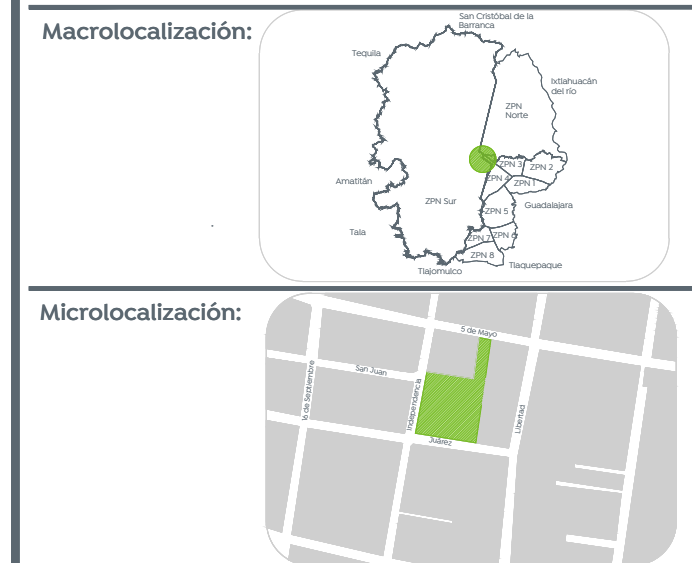 Macrolocalización:
San Cristóbal de la
Barranca
Tequila
Ixtlahuacán
del río
ZPN
Norte
ZPN 3
ZPN 2
ZPN 4
ZPN 1
Amatitán
ZPN Sur
Guadalajara
ZPN 5
Tala
ZPN 7
ZPN 6
ZPN 8
Tlajomulco
Tlaquepaque
Microlocalización:
5 de Mayo
San Juan
16 de Septiembre
Independencia
Libertad
Juárez